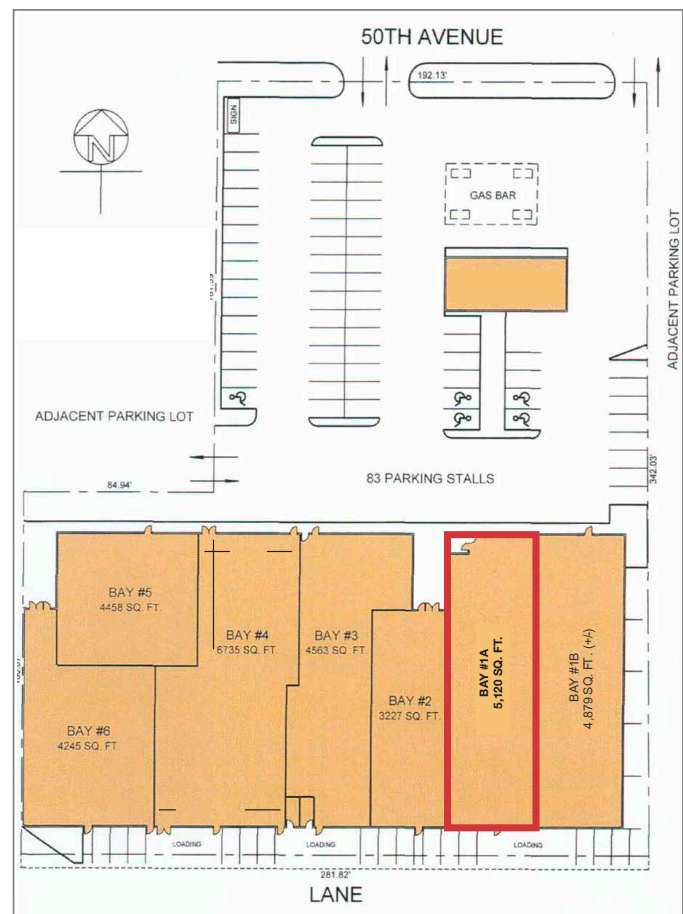 50TH AVENUE
192.13'
SIGN
N
GAS BAR
ADJACENT PARKING LOT
ADJACENT PARKING LOT
83 PARKING STALLS
342.03'
84.94'
BAY #5
4458 SQ. FT.
BAY #4
6735 SQ. FT.
BAY #3
4563 SQ. FT.
BAY #1A
5,120 SQ. FT.
BAY #1B
4,879 SQ. FT. (+/-)
BAY #2
3227 SQ. FT.
BAY #6
4245 SQ. FT.
LOADING
LOADING
LOADING
281.82'
LANE